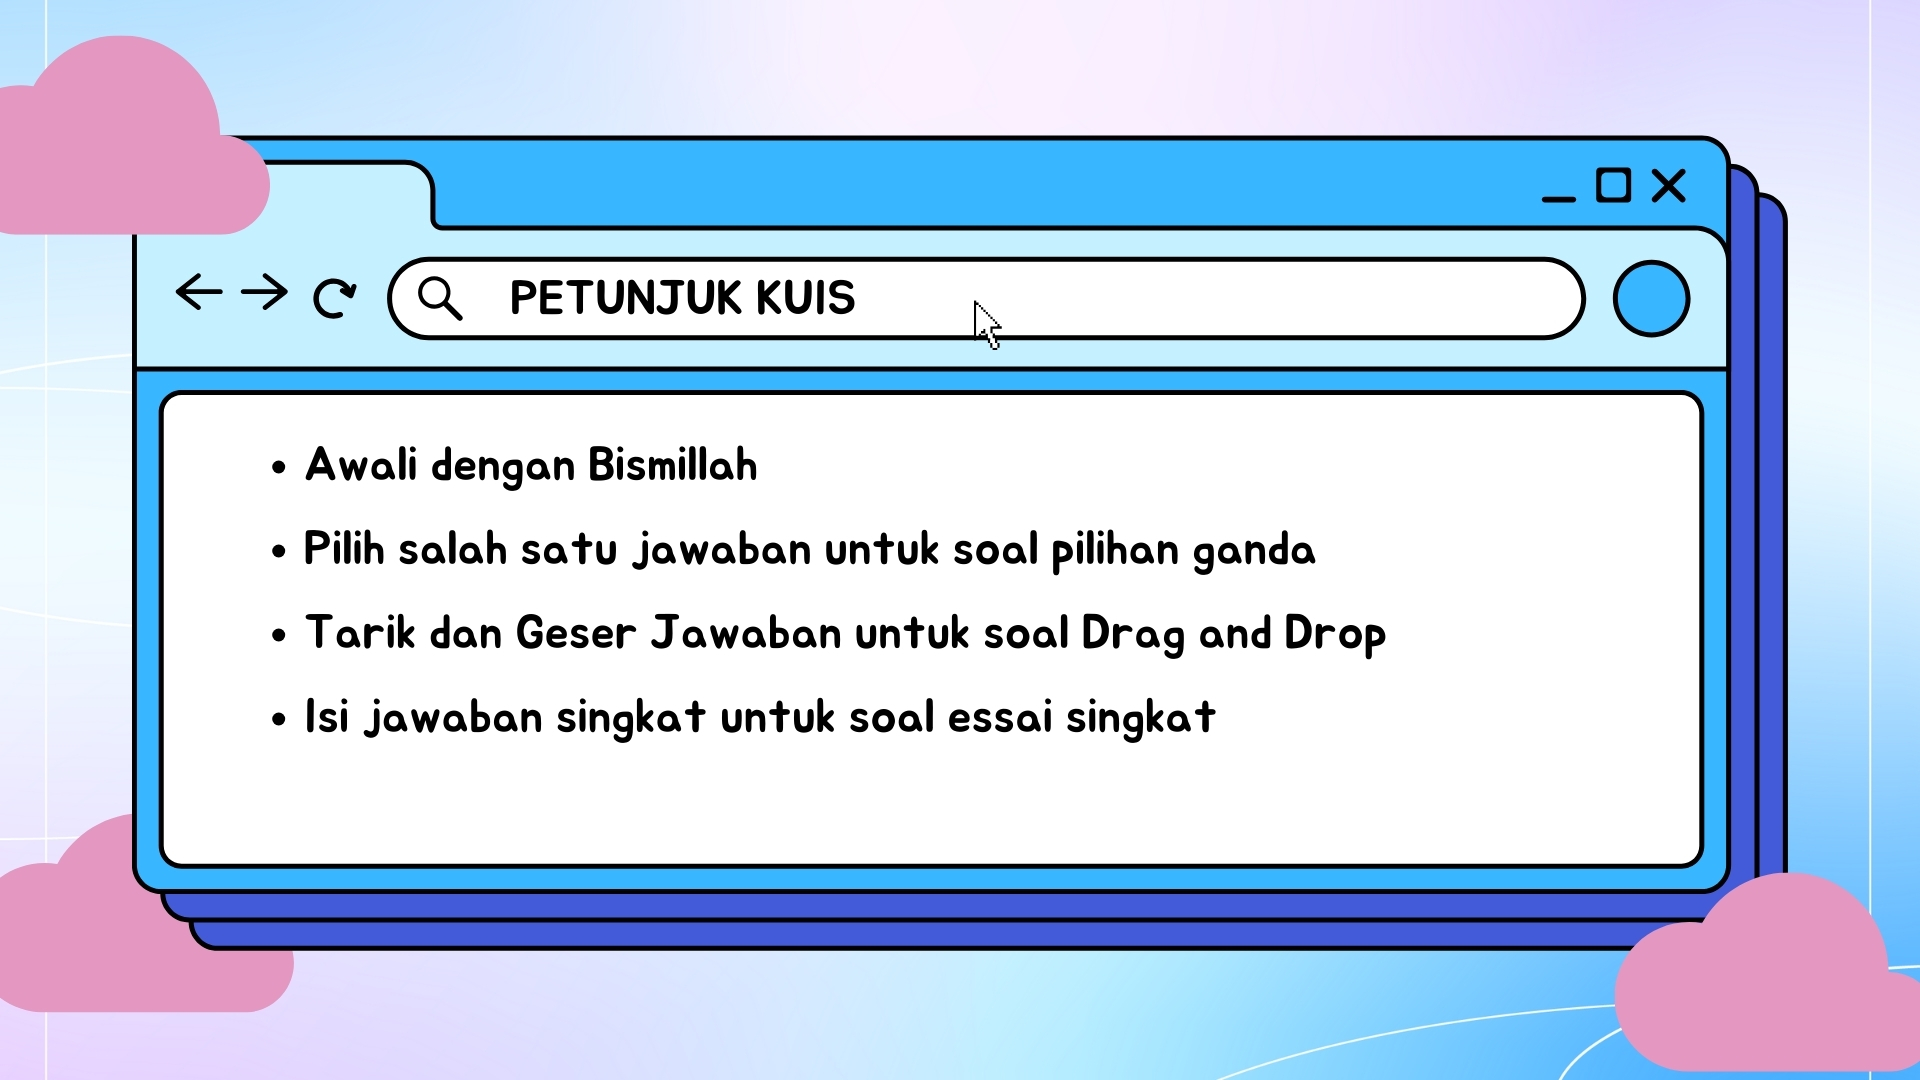 PETUNJUK KUIS
• Awali dengan Bismillah
• Pilih salah satu jawaban untuk soal pilihan ganda
• Tarik dan Geser Jawaban untuk soal Drag and Drop
• Isi jawaban singkat untuk soal essai singkat